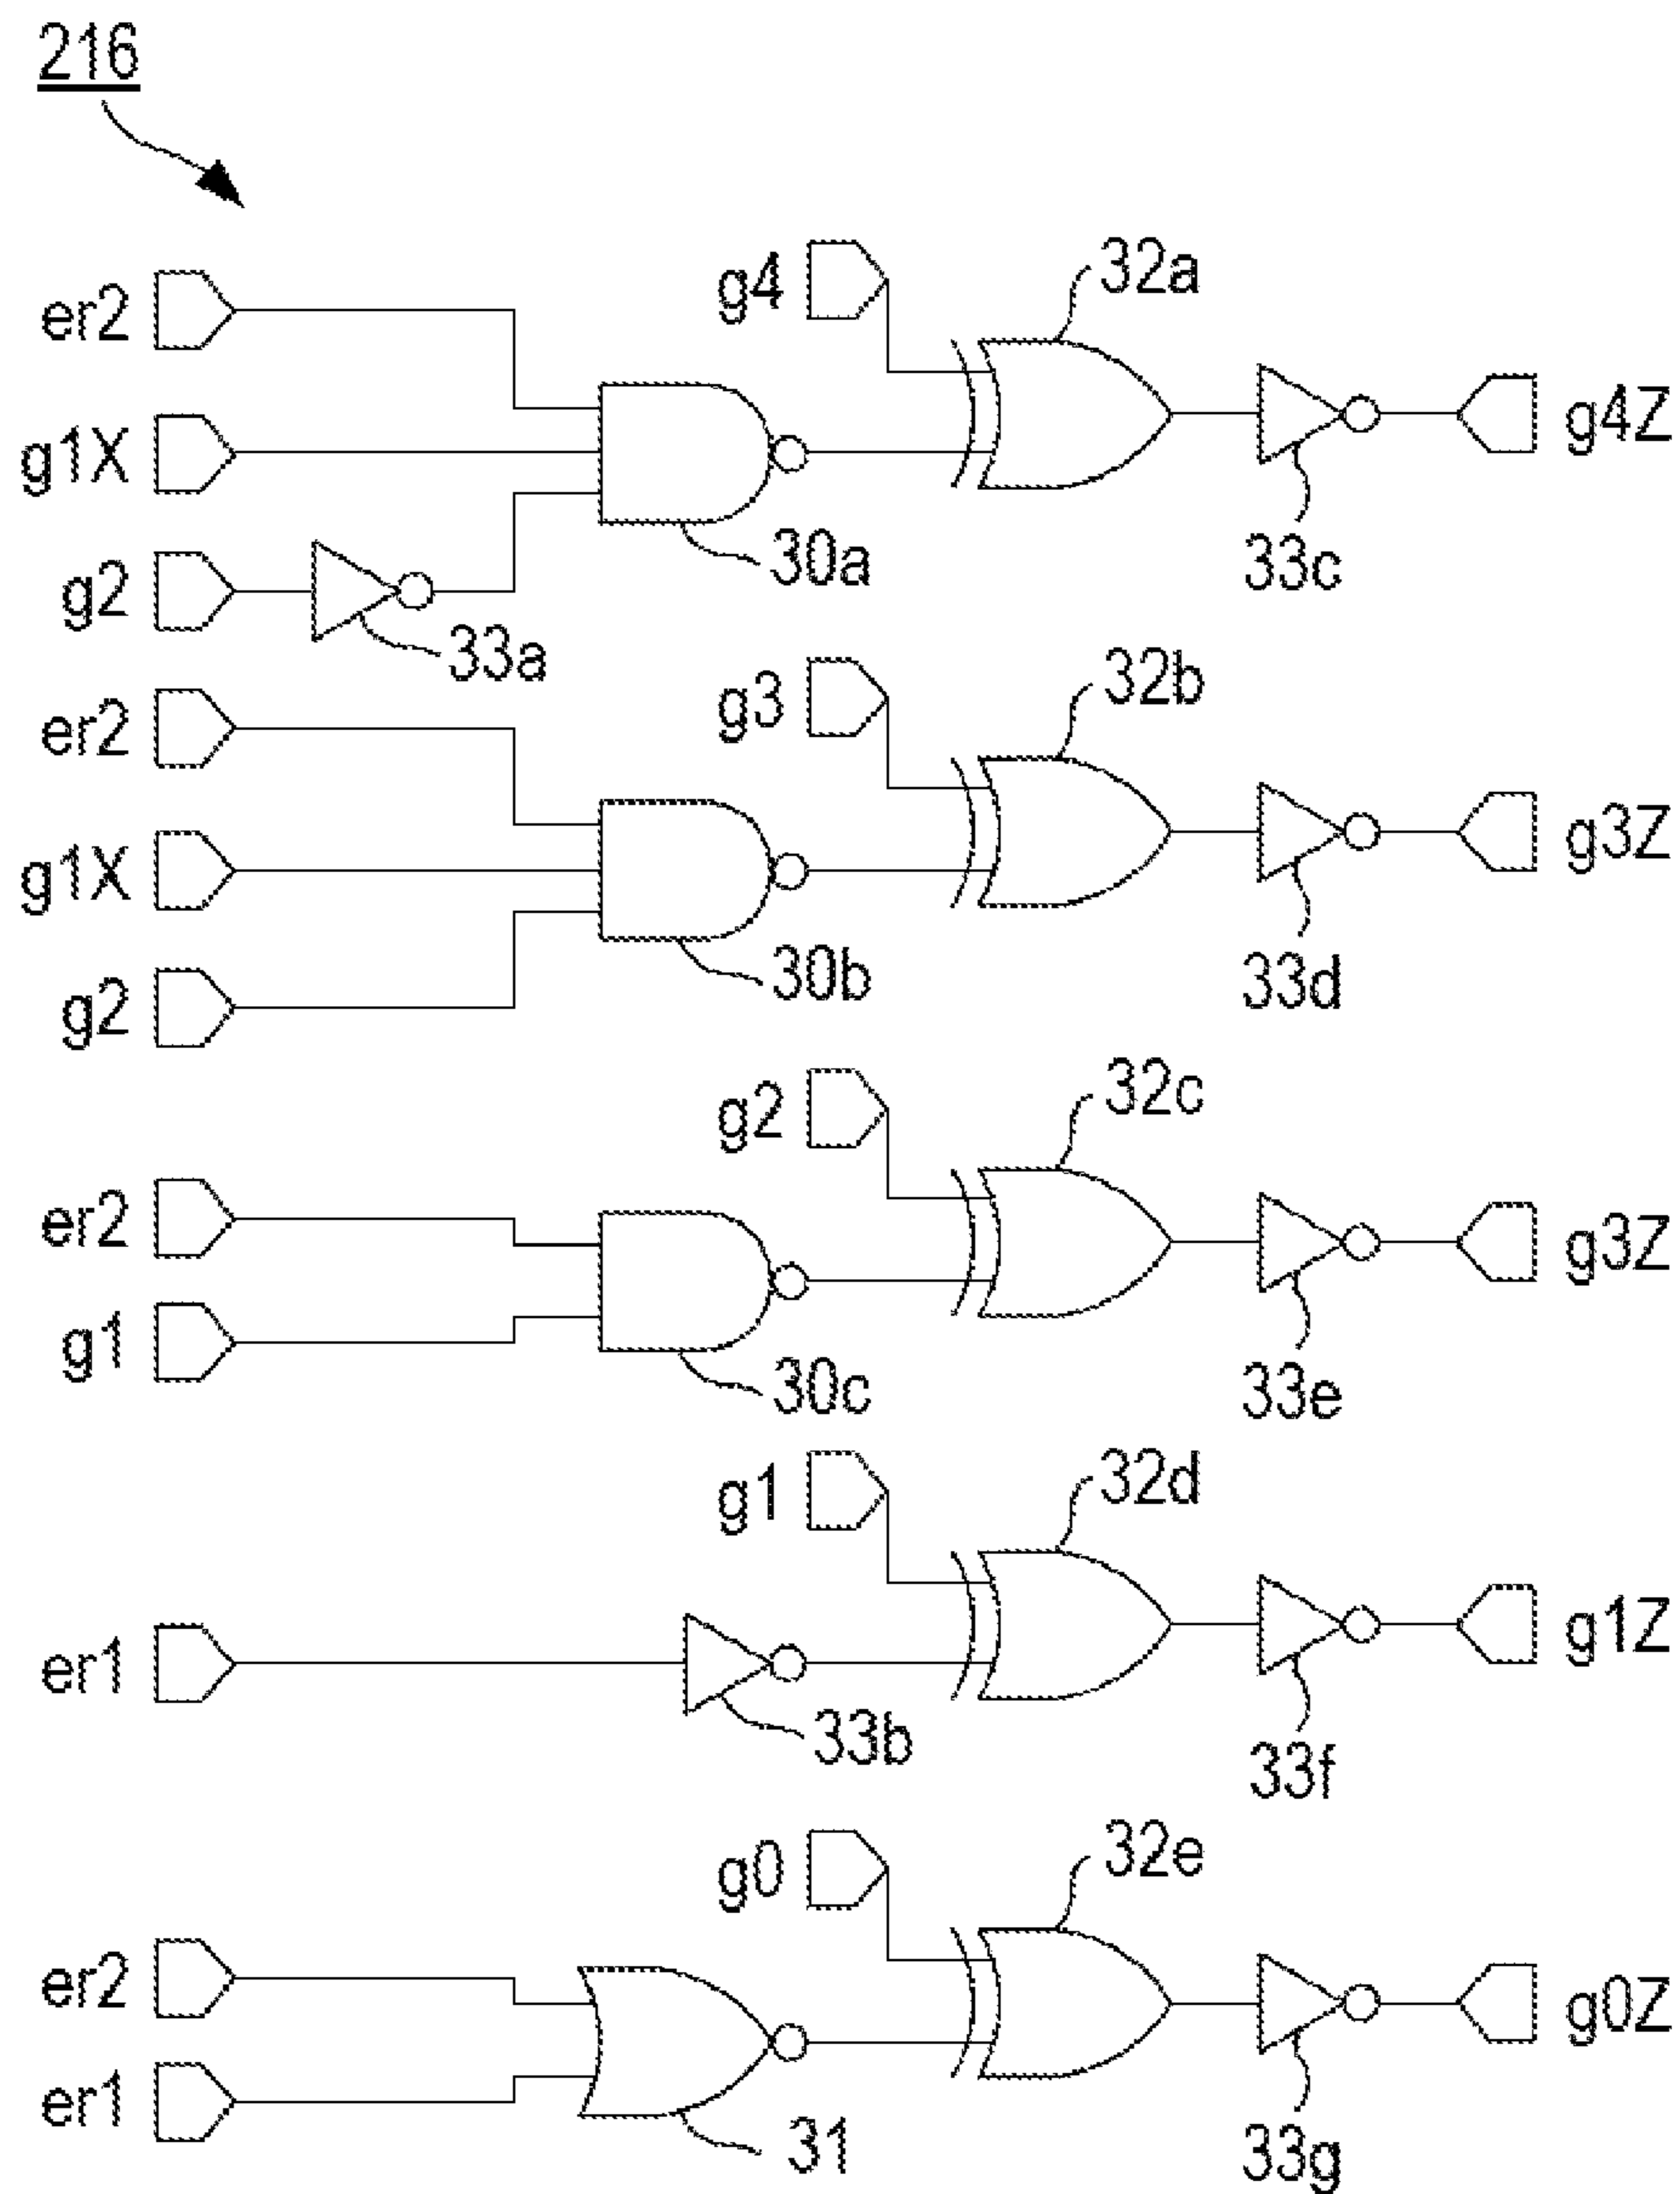 216
er2
g1X
g2
33a
30a
g4
32a
33c
g4Z
er2
g1X
g2
30b
g3
32b
33d
g3Z
er2
g1
30c
g2
32c
33e
g3Z
er1
33b
g1
32d
33f
g1Z
er2
er1
31
g0
32e
33g
g0Z